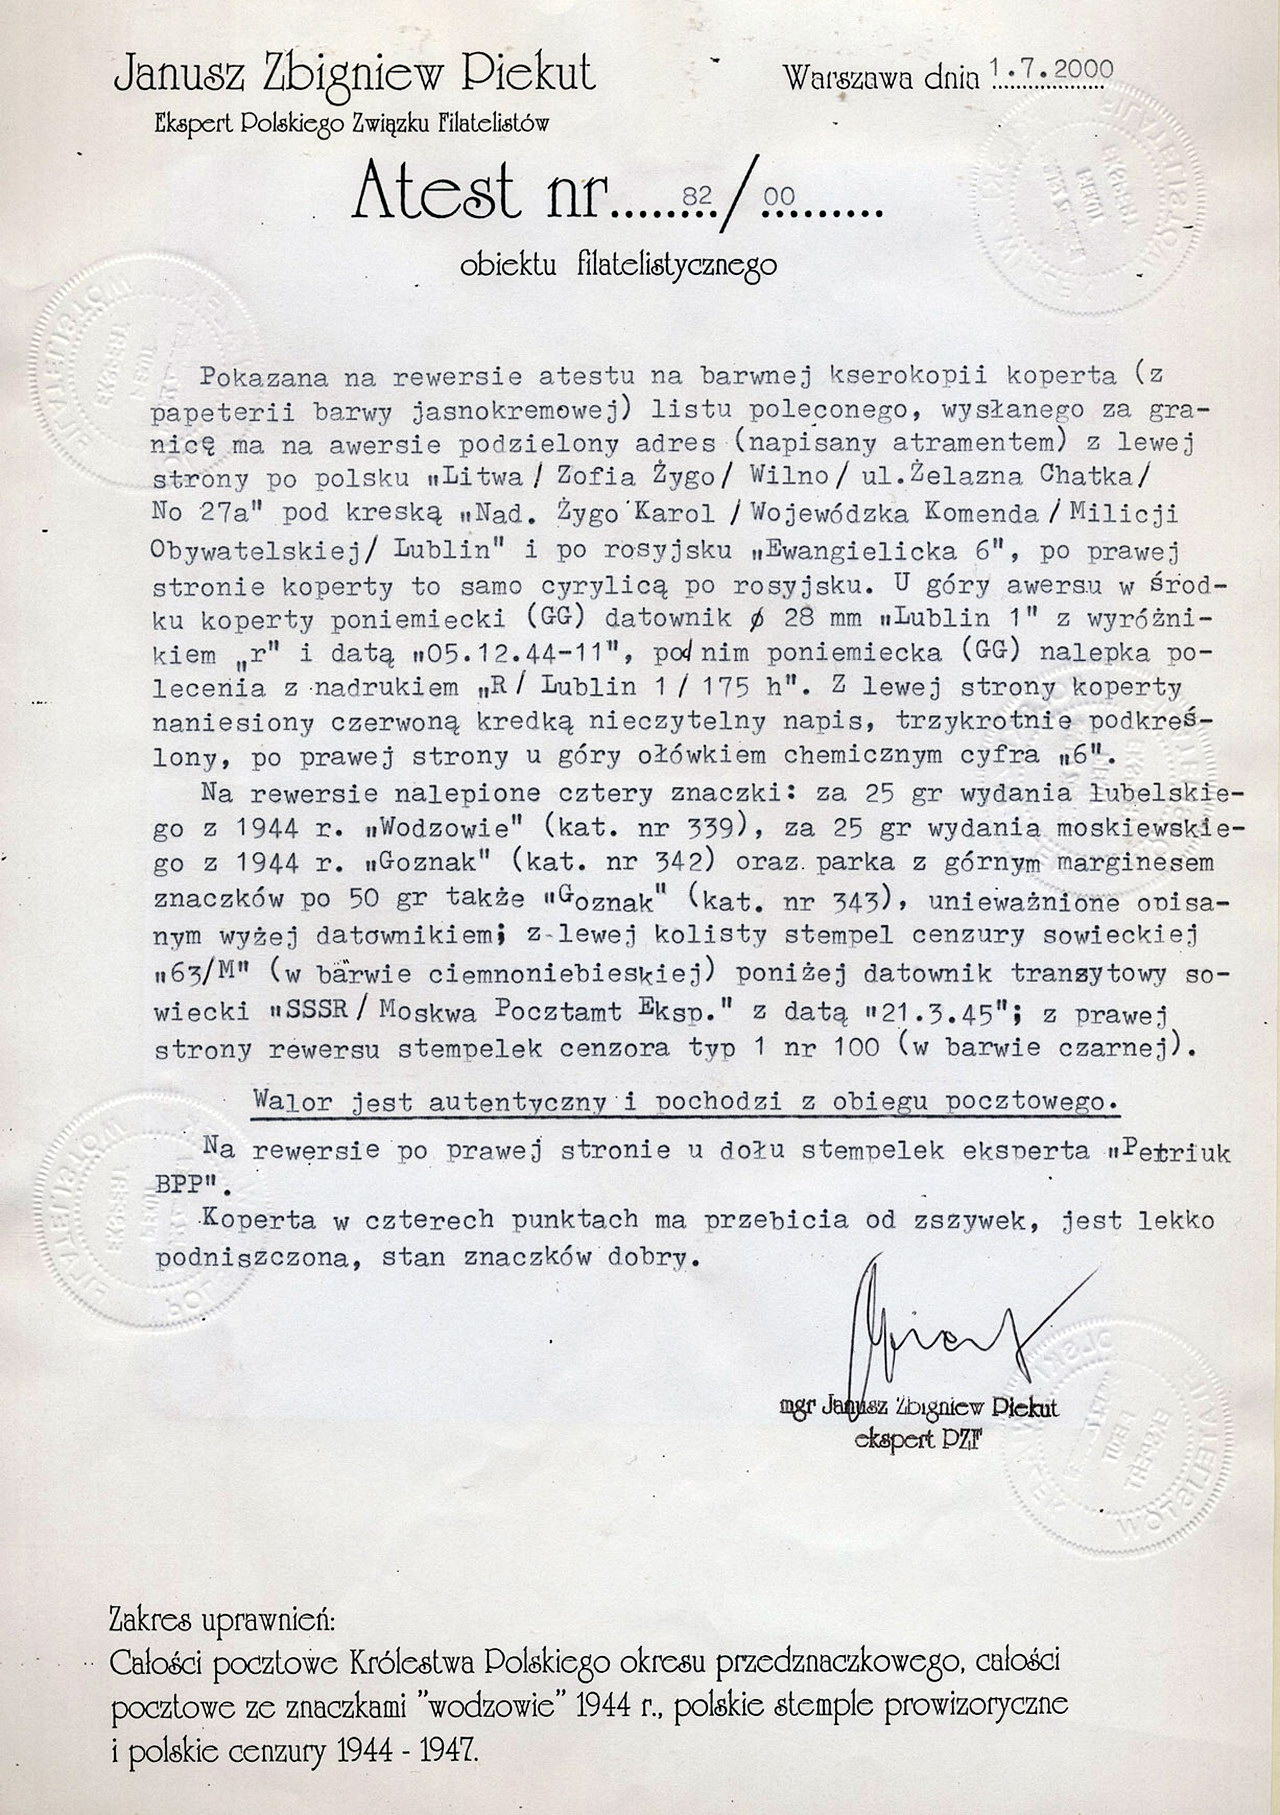 Janusz Zbigniew Piekut
Warszawa dnia 1.7.2000
Ekspert Polskiego Związku Filatelistów
Atest nr........82/00.........
obiektu filatelistycznego
Pokazana na rewersie atestu na barwnej kserokopii koperta (z
papeterii barwy jasnokremowej) listu poleconego, wysłanego za gra-
nicę ma na awersie podzielony adres (napisany atramentem) z lewej
strony po polsku „Litwa/ Zofia Żygo/ Wilno/ ul.Żelazna Chatka/
No 27a" pod kreską „Nad. Żygo Karol /Wojewódzka Komenda/Milicji
Obywatelskiej/ Lublin" i po rosyjsku „Ewangielicka 6", po prawej
stronie koperty to samo cyrylicą po rosyjsku. U góry awersu w środ-
ku koperty poniemiecki (GG) datownik ø 28 mm „Lublin 1" z wyróżni-
kiem „r" i datą „05.12.44-11", pod nim poniemiecka (GG) nalepka po-
lecenia z nadrukiem „R/ Lublin 1/ 175 h". Z lewej strony koperty
naniesiony czerwoną kredką nieczytelny napis, trzykrotnie podkreś-
lony, po prawej strony u góry ołówkiem chemicznym cyfra „6".
Na rewersie nalepione cztery znaczki: za 25 gr wydania lubelskie-
go z 1944 r. „Wodzowie" (kat. nr 339), za 25 gr wydania moskiewskie-
go z 1944 r. „Goznak" (kat. nr 342) oraz parka z górnym marginesem
znaczków po 50 gr także „Goznak" (kat. nr 343), unieważnione opisa-
nym wyżej datownikiem; z lewej kolisty stempel cenzury sowieckiej
„63/M" (w barwie ciemnoniebieskiej) poniżej datownik tranzytowy so-
wiecki „SSSR/ Moskwa Pocztamt Eksp." z datą „21.3.45"; z prawej
strony rewersu stempelek cenzora typ 1 nr 100 (w barwie czarnej).
Walor jest autentyczny i pochodzi z obiegu pocztowego.
Na rewersie po prawej stronie u dołu stempelek eksperta „Petriuk
BPP".
Koperta w czterech punktach ma przebicia od zszywek, jest lekko
podniszczona, stan znaczków dobry.
mgr Janusz Zbigniew Piekut
ekspert PZF
Zakres uprawnień:
Całości pocztowe Królestwa Polskiego okresu przedznaczkowego, całości
pocztowe ze znaczkami "wodzowie" 1944 r., polskie stemple prowizoryczne
i polskie cenzury 1944 - 1947.